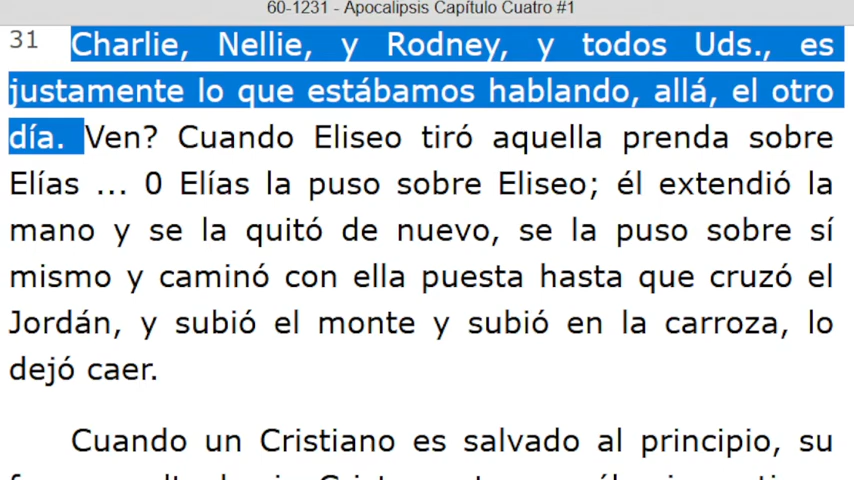 60-1231 - Apocalipsis Capítulo Cuatro #1
31 Charlie, Nellie, y Rodney, y todos Uds., es
justamente lo que estábamos hablando, allá, el otro
día. Ven? Cuando Eliseo tiró aquella prenda sobre
Elías ... 0 Elías la puso sobre Eliseo; él extendió la
mano y se la quitó de nuevo, se la puso sobre sí
mismo y caminó con ella puesta hasta que cruzó el
Jordán, y subió el monte y subió en la carroza, lo
dejó caer.
Cuando un Cristiano es salvado al principio, su